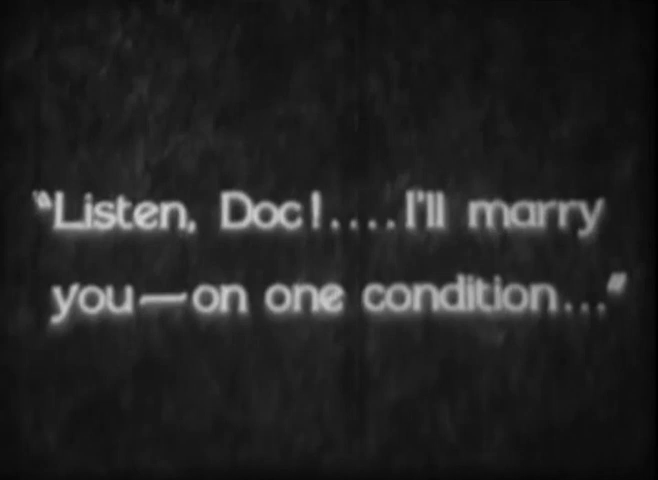 "Listen, Doc!....I'll marry
you—on one condition..."